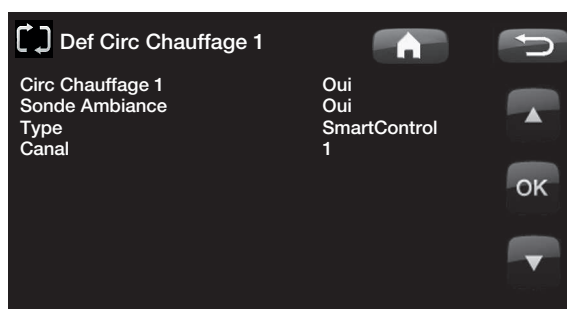 Def Circ Chauffage 1
Circ Chauffage 1 Oui
Sonde Ambiance Oui
Type SmartControl
Canal 1
OK